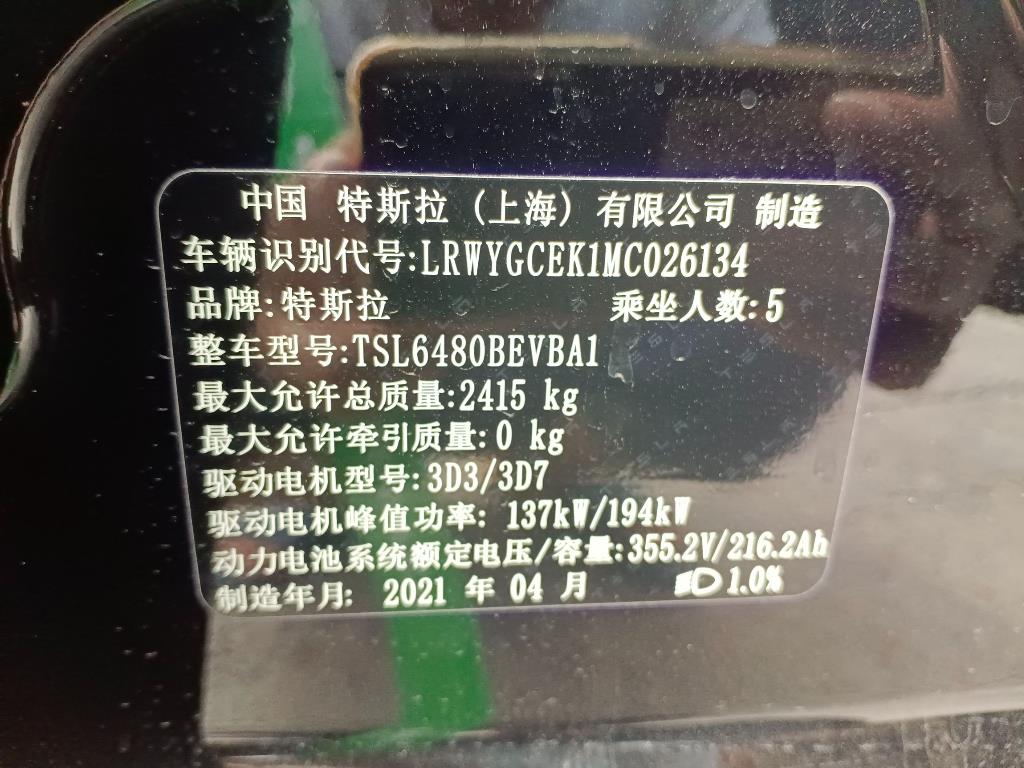 中国 特斯拉 (上海) 有限公司 制造
车辆识别代号:LRWYGCEK1MC026134
品牌:特斯拉 乘坐人数:5
整车型号:TSL6480BEVBA1
最大允许总质量:2415 kg
最大允许牵引质量:0 kg
驱动电机型号:3D3/3D7
驱动电机峰值功率: 137kW/194kW
动力电池系统额定电压/容量:355.2V/216.2Ah
制造年月: 2021 年 04 月 1.0%